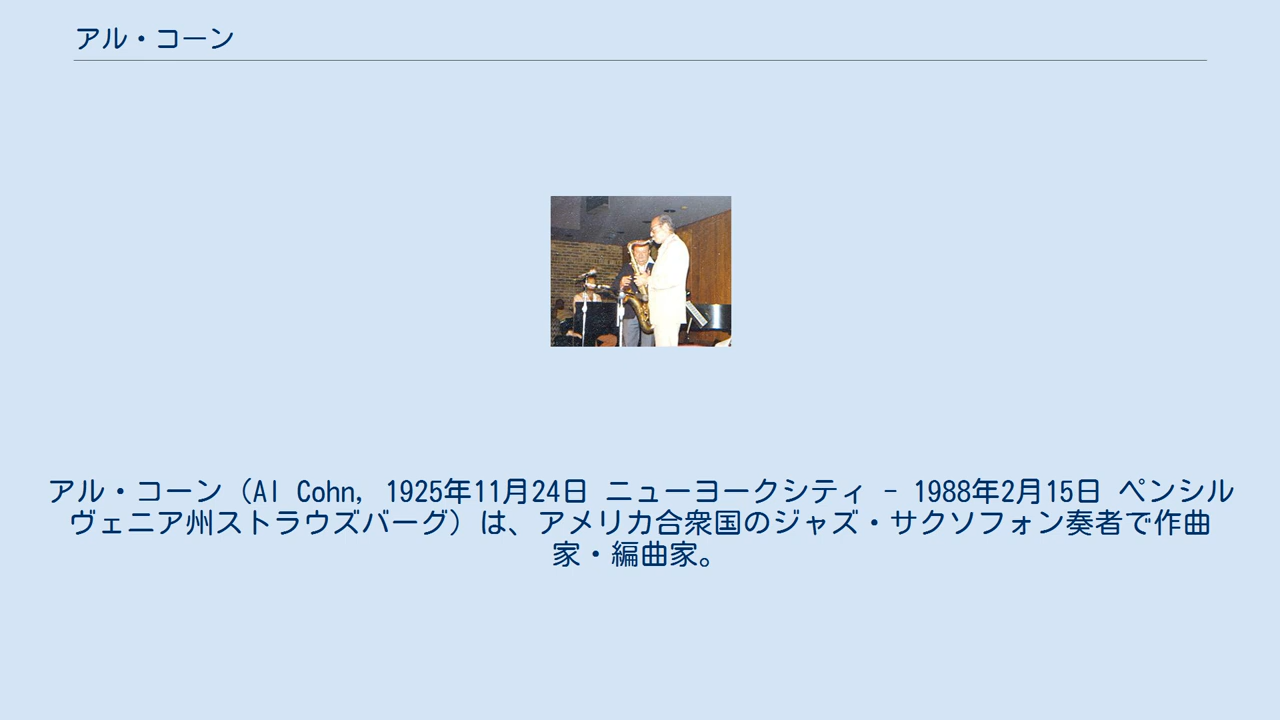 アル・コーン
アル・コーン（Al Cohn, 1925年11月24日 ニューヨークシティ - 1988年2月15日 ペンシル
ヴェニア州ストラウズバーグ）は、アメリカ合衆国のジャズ・サクソフォン奏者で作曲
家・編曲家。